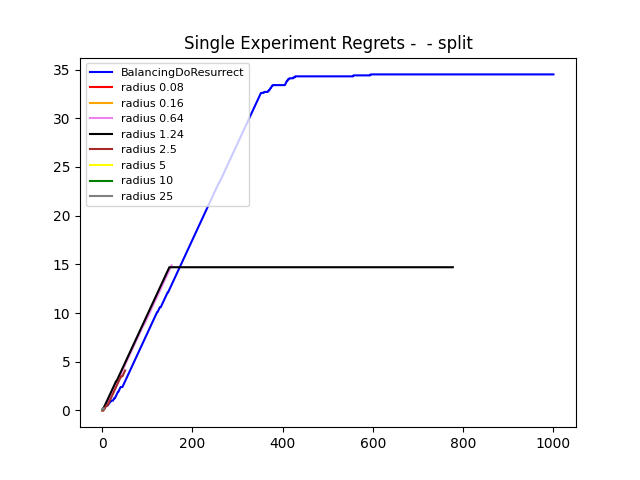 Single Experiment Regrets -  - split
BalancingDoResurrect
radius 0.08
radius 0.16
radius 0.64
radius 1.24
radius 2.5
radius 5
radius 10
radius 25
35
30
25
20
15
10
5
0
0 200 400 600 800 1000